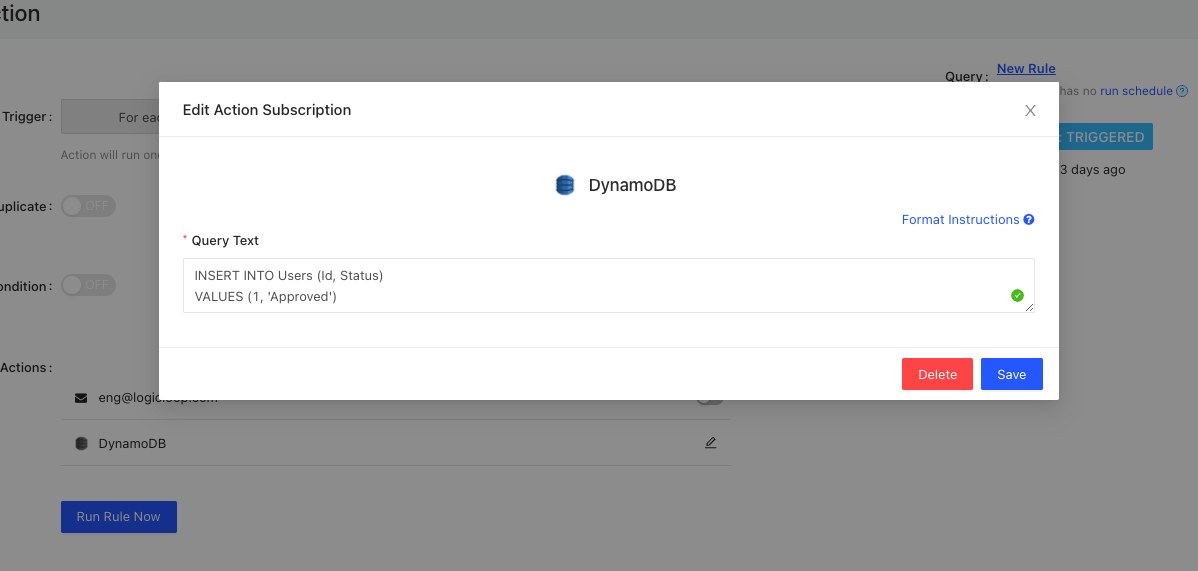 tion
Query :
New Rule
has no run schedule
Trigger :
For eac
: TRIGGERED
Action will run one
3 days ago
uplicate :
OFF
ondition :
OFF
Actions :
eng@logicloop.com
DynamoDB
Run Rule Now
Edit Action Subscription
DynamoDB
Format Instructions
* Query Text
INSERT INTO Users (Id, Status)
VALUES (1, 'Approved')
Delete
Save